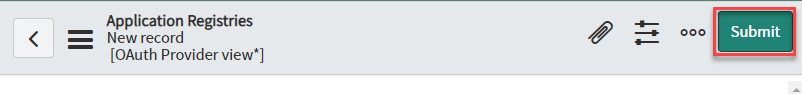 Application Registries
New record
[OAuth Provider view*]
Submit